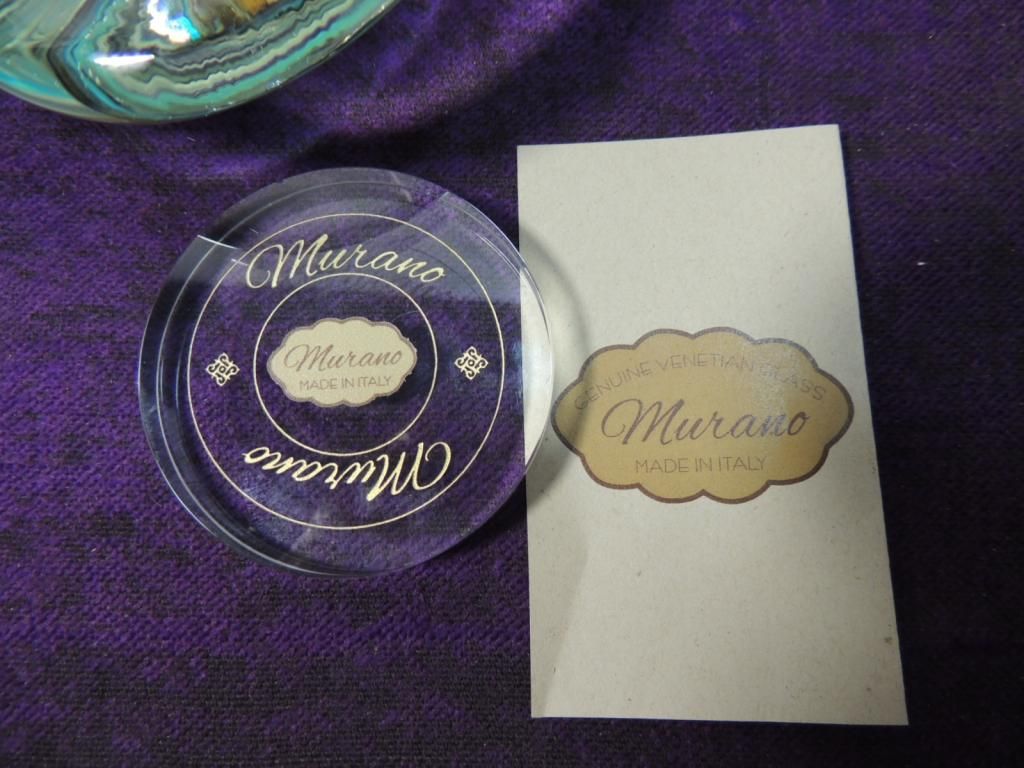 Murano
Murano
MADE IN ITALY
Murano
GENUINE VENETIAN GLASS
Murano
MADE IN ITALY